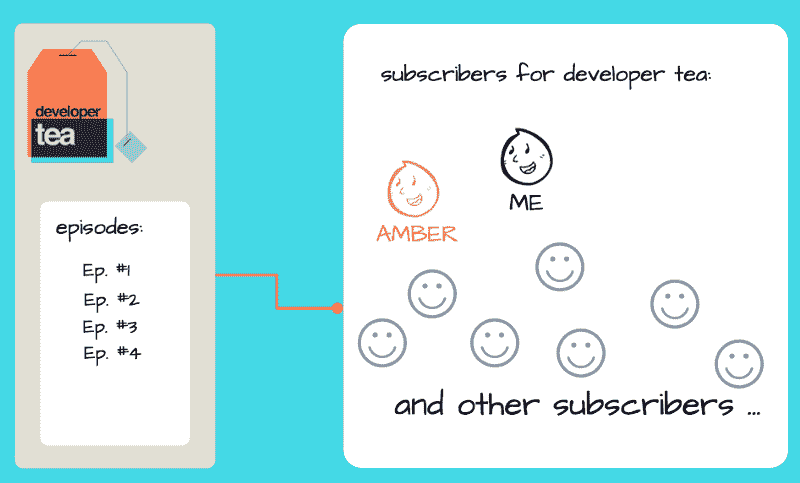 developer
tea
episodes:
Ep. #1
Ep. #2
Ep. #3
Ep. #4
subscribers for developer tea:
ME
AMBER
and other subscribers ...